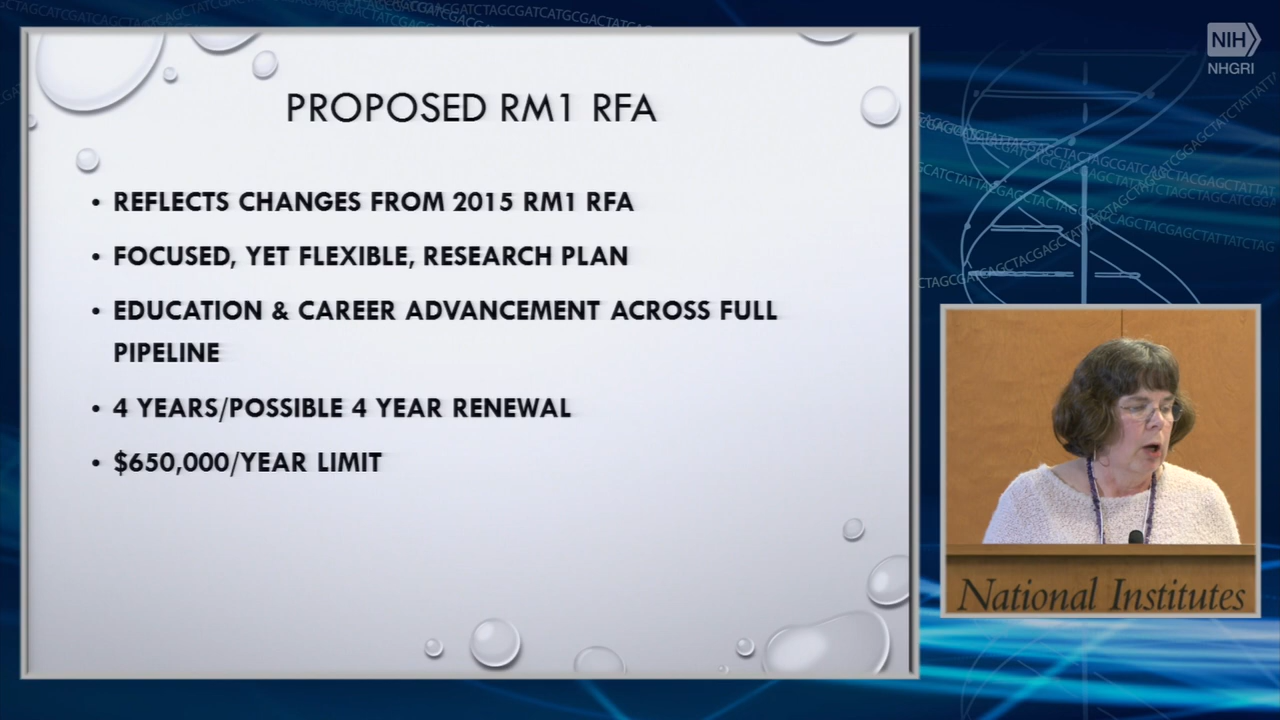 NIH
NHGRI
PROPOSED RM1 RFA
• REFLECTS CHANGES FROM 2015 RM1 RFA
• FOCUSED, YET FLEXIBLE, RESEARCH PLAN
• EDUCATION & CAREER ADVANCEMENT ACROSS FULL
PIPELINE
• 4 YEARS/POSSIBLE 4 YEAR RENEWAL
• $650,000/YEAR LIMIT
National Institutes